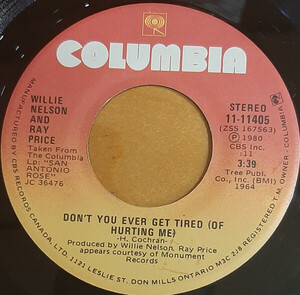 COLUMBIA
WILLIE
NELSON
AND
RAY
PRICE
Taken From
The Columbia
Lp: "SAN
ANTONIO
ROSE"
JC 36476
STEREO
11-11405
(ZSS 167563)
℗ 1980
CBS Inc.
:11
3:39
Tree Publ.
Co., Inc. (BMI)
1964
DON'T YOU EVER GET TIRED (OF
HURTING ME)
-H. Cochran-
Produced by Willie Nelson. Ray Price
appears courtesy of Monument
Records
MANUFACTURED BY CBS RECORDS CANADA, LTD. 1121 LESLIE ST. DON MILLS ONTARIO M3C 2J8 REGISTERED T.M. OWNER - COLUMBIA